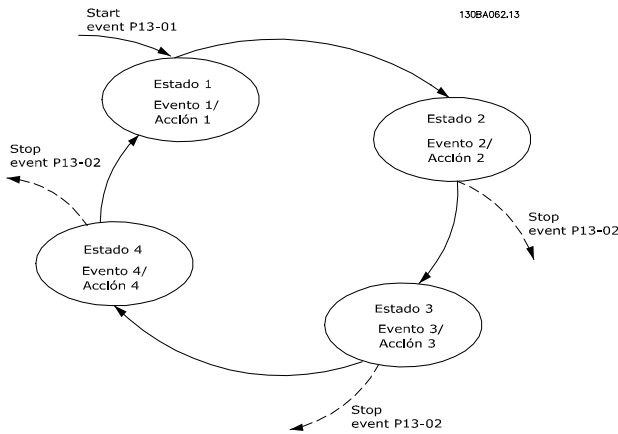 Start
event P13-01
130BA062.13
Estado 1
Evento 1/
Acción 1
Estado 2
Evento 2/
Acción 2
Stop
event P13-02
Stop
event P13-02
Estado 4
Evento 4/
Acción 4
Estado 3
Evento 3/
Acción 3
Stop
event P13-02